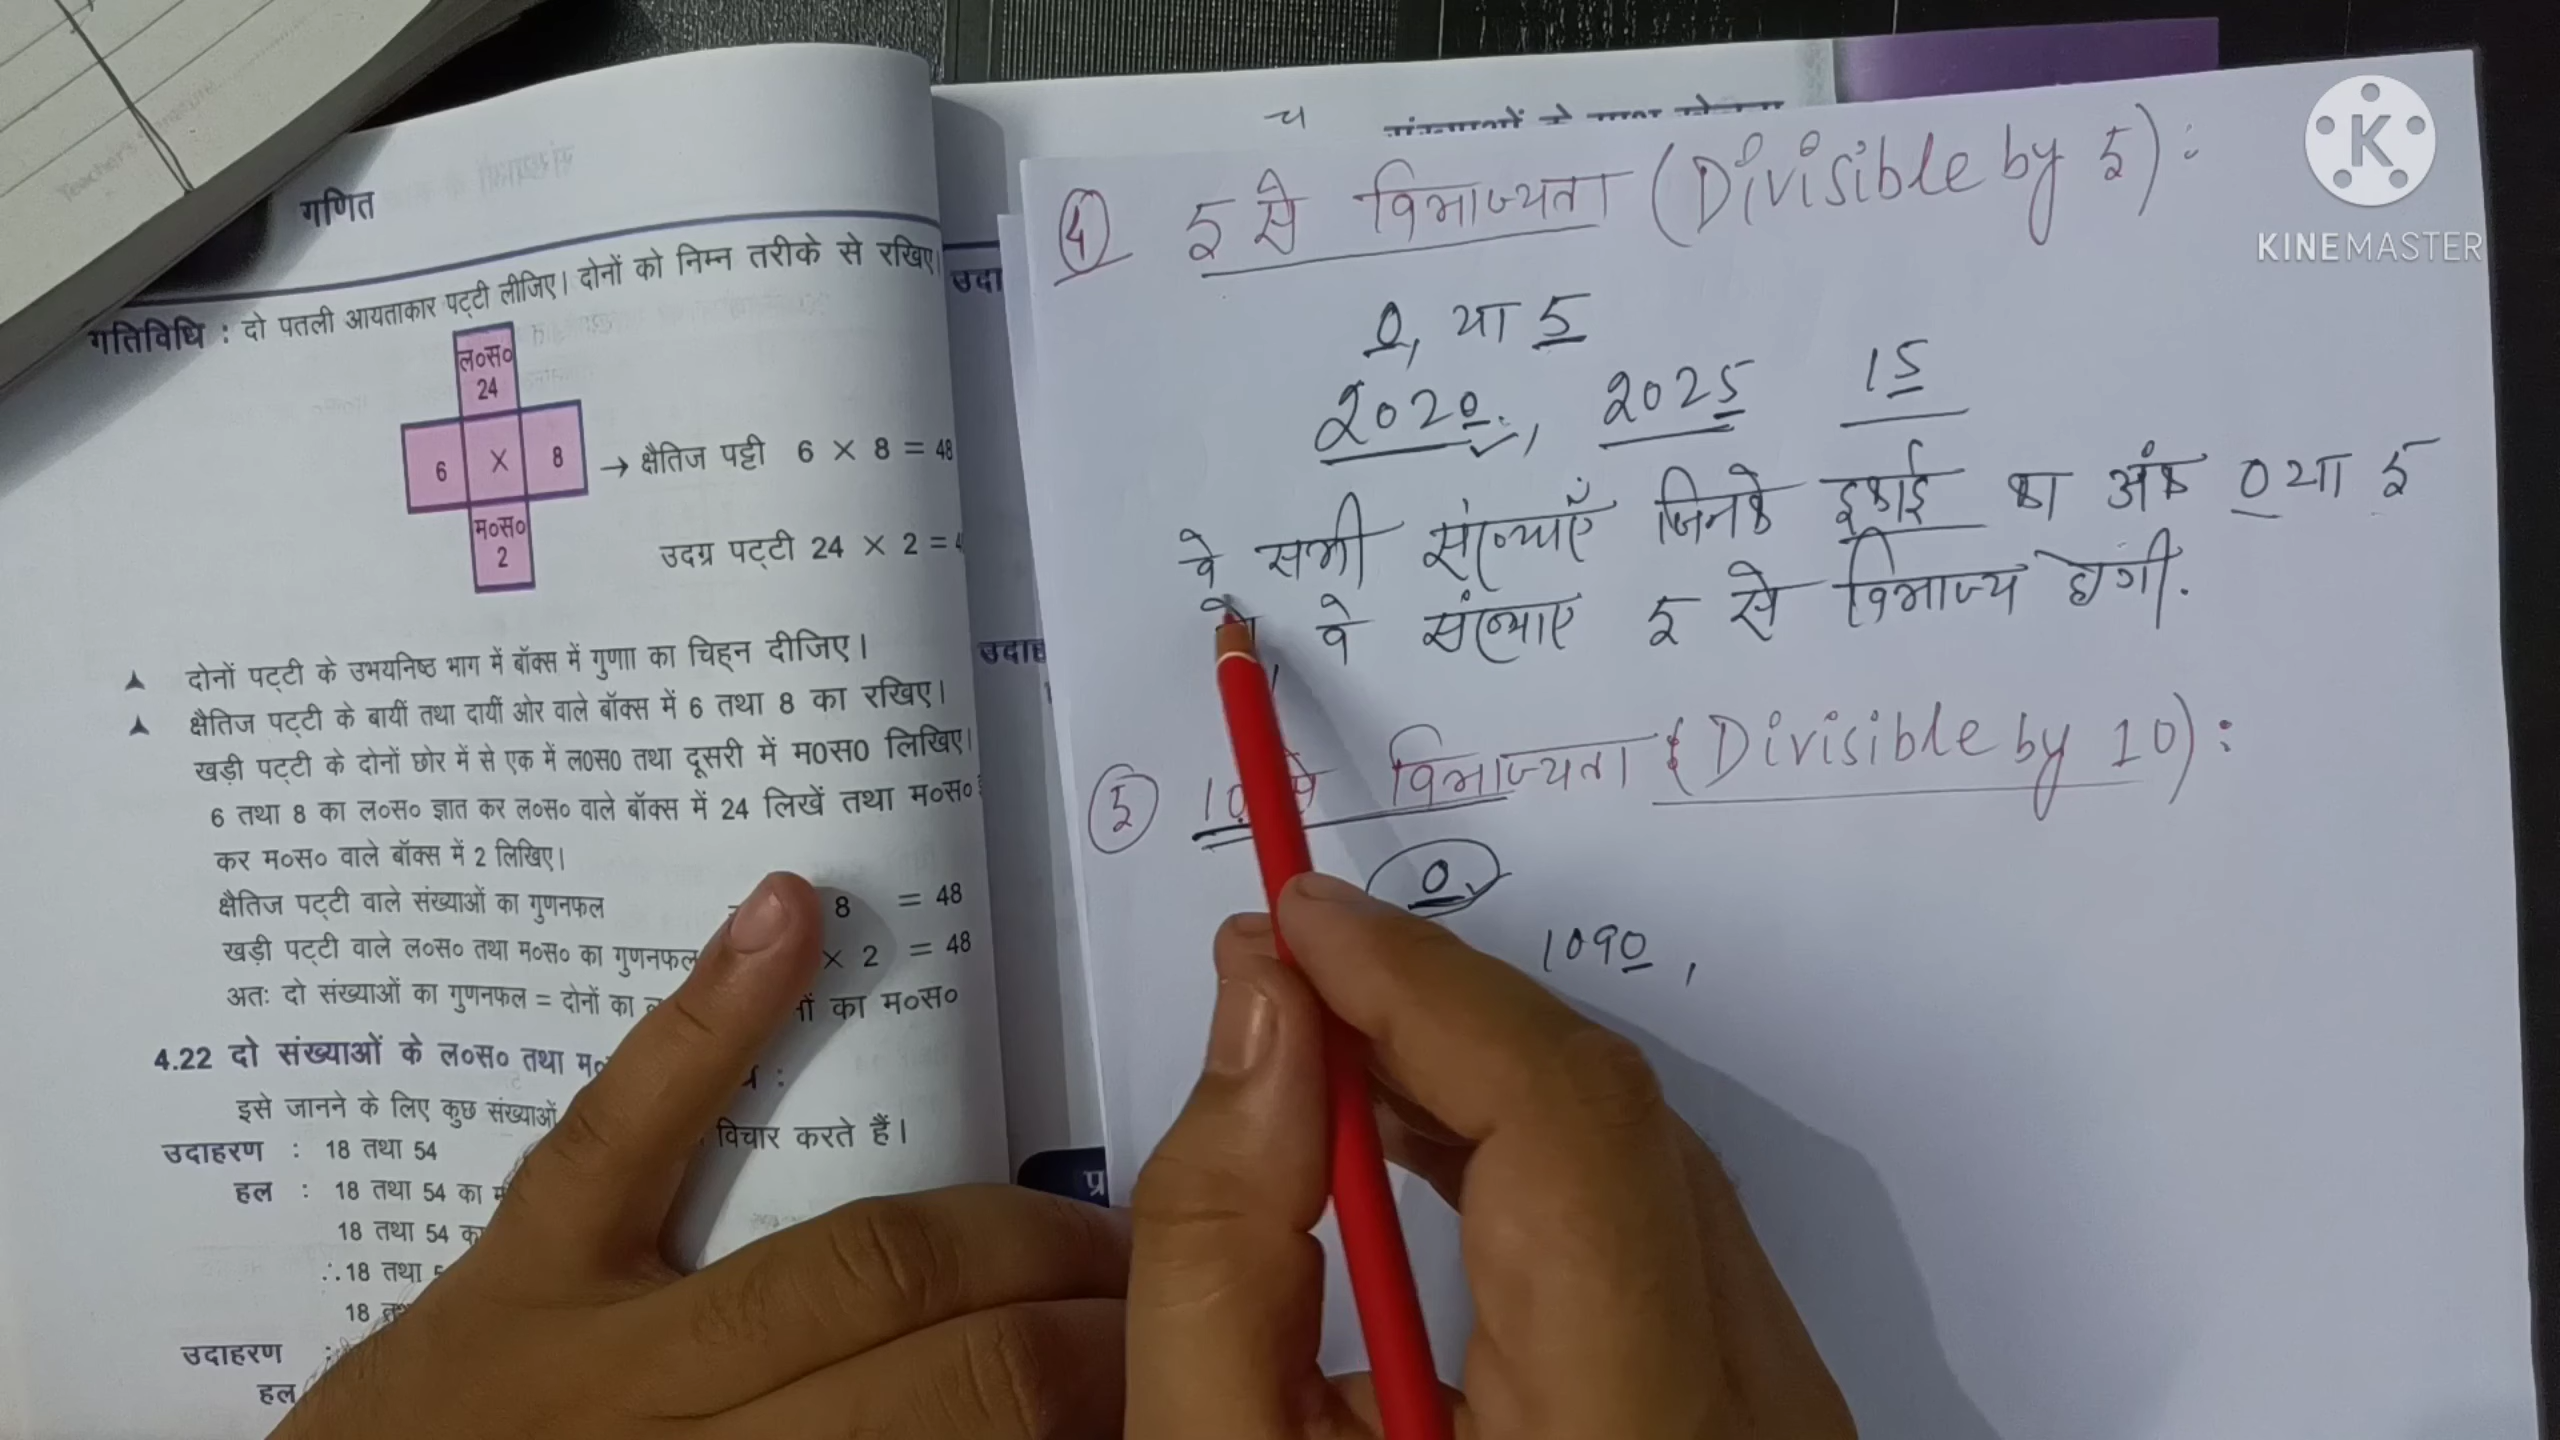 गणित
गतिविधि : दो पतली आयताकार पट्टी लीजिए। दोनों को निम्न तरीके से रखिए।
ल०स०
24
6 × 8
म०स०
2
→ क्षैतिज पट्टी 6 × 8 = 48
उदग्र पट्टी 24 × 2 =
दोनों पट्टी के उभयनिष्ठ भाग में बॉक्स में गुणाा का चिह्न दीजिए।
क्षैतिज पट्टी के बायीं तथा दायीं ओर वाले बॉक्स में 6 तथा 8 का रखिए।
खड़ी पट्टी के दोनों छोर में से एक में ल0स0 तथा दूसरी में म0स0 लिखिए।
6 तथा 8 का ल०स० ज्ञात कर ल०स० वाले बॉक्स में 24 लिखें तथा म०स०
कर म०स० वाले बॉक्स में 2 लिखिए।
क्षैतिज पट्टी वाले संख्याओं का गुणनफल 8 = 48
खड़ी पट्टी वाले ल०स० तथा म०स० का गुणनफल × 2 = 48
अतः दो संख्याओं का गुणनफल = दोनों का का म०स०
4.22 दो संख्याओं के ल०स० तथा :
इसे जानने के लिए कुछ संख्याओं विचार करते हैं।
उदाहरण : 18 तथा 54
हल : 18 तथा 54 का
18 तथा 54
∴18 तथा
18
उदाहरण :
हल
④ 5 से विभाज्यता (Divisible by 5):
0, या 5
2020, 2025 15
वे सभी संख्याएँ जिनके इकाई का अंक 0 या 5
वे संख्याए 5 से विभाज्य होगी.
⑤ 10 से विभाज्यता (Divisible by 10):
0
1090,
KINEMASTER